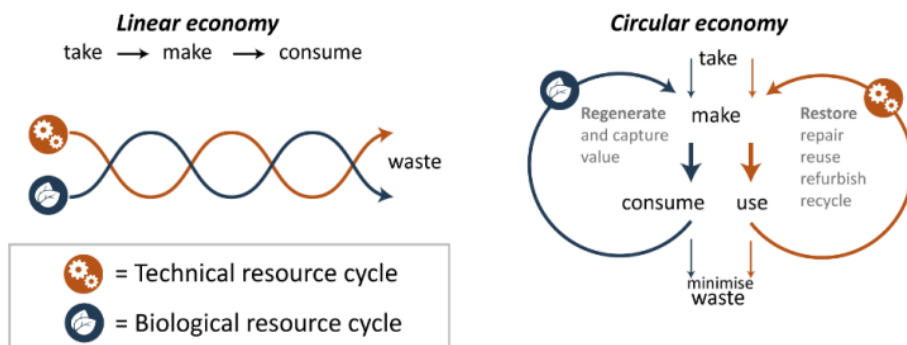 Linear economy
take → make → consume
waste
= Technical resource cycle
= Biological resource cycle
Circular economy
take
Regenerate
and capture
value
make
Restore
repair
reuse
refurbish
recycle
consume use
minimise
waste